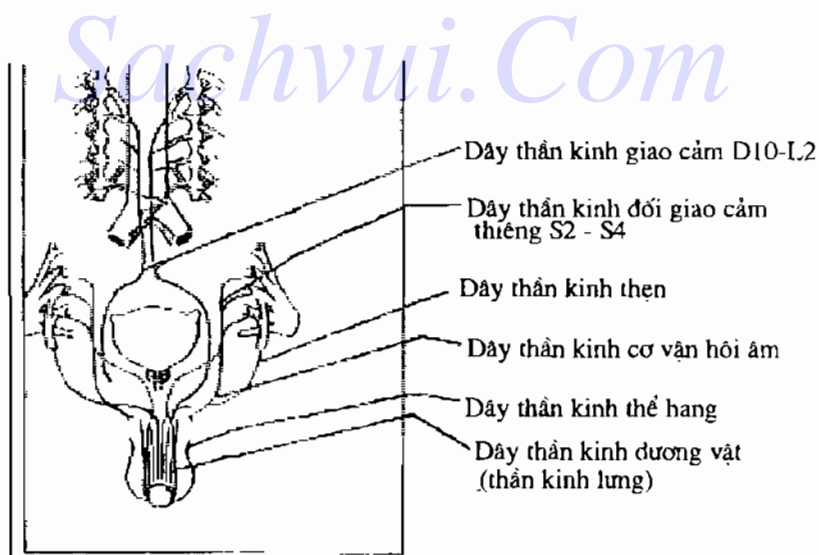 Sachvui.Com
Dây thần kinh giao cảm D10-L2
Dây thần kinh đối giao cảm
thiêng S2 - S4
Dây thần kinh thẹn
Dây thần kinh cơ vận hôi âm
Dây thần kinh thể hang
Dây thần kinh dương vật
(thần kinh lưng)